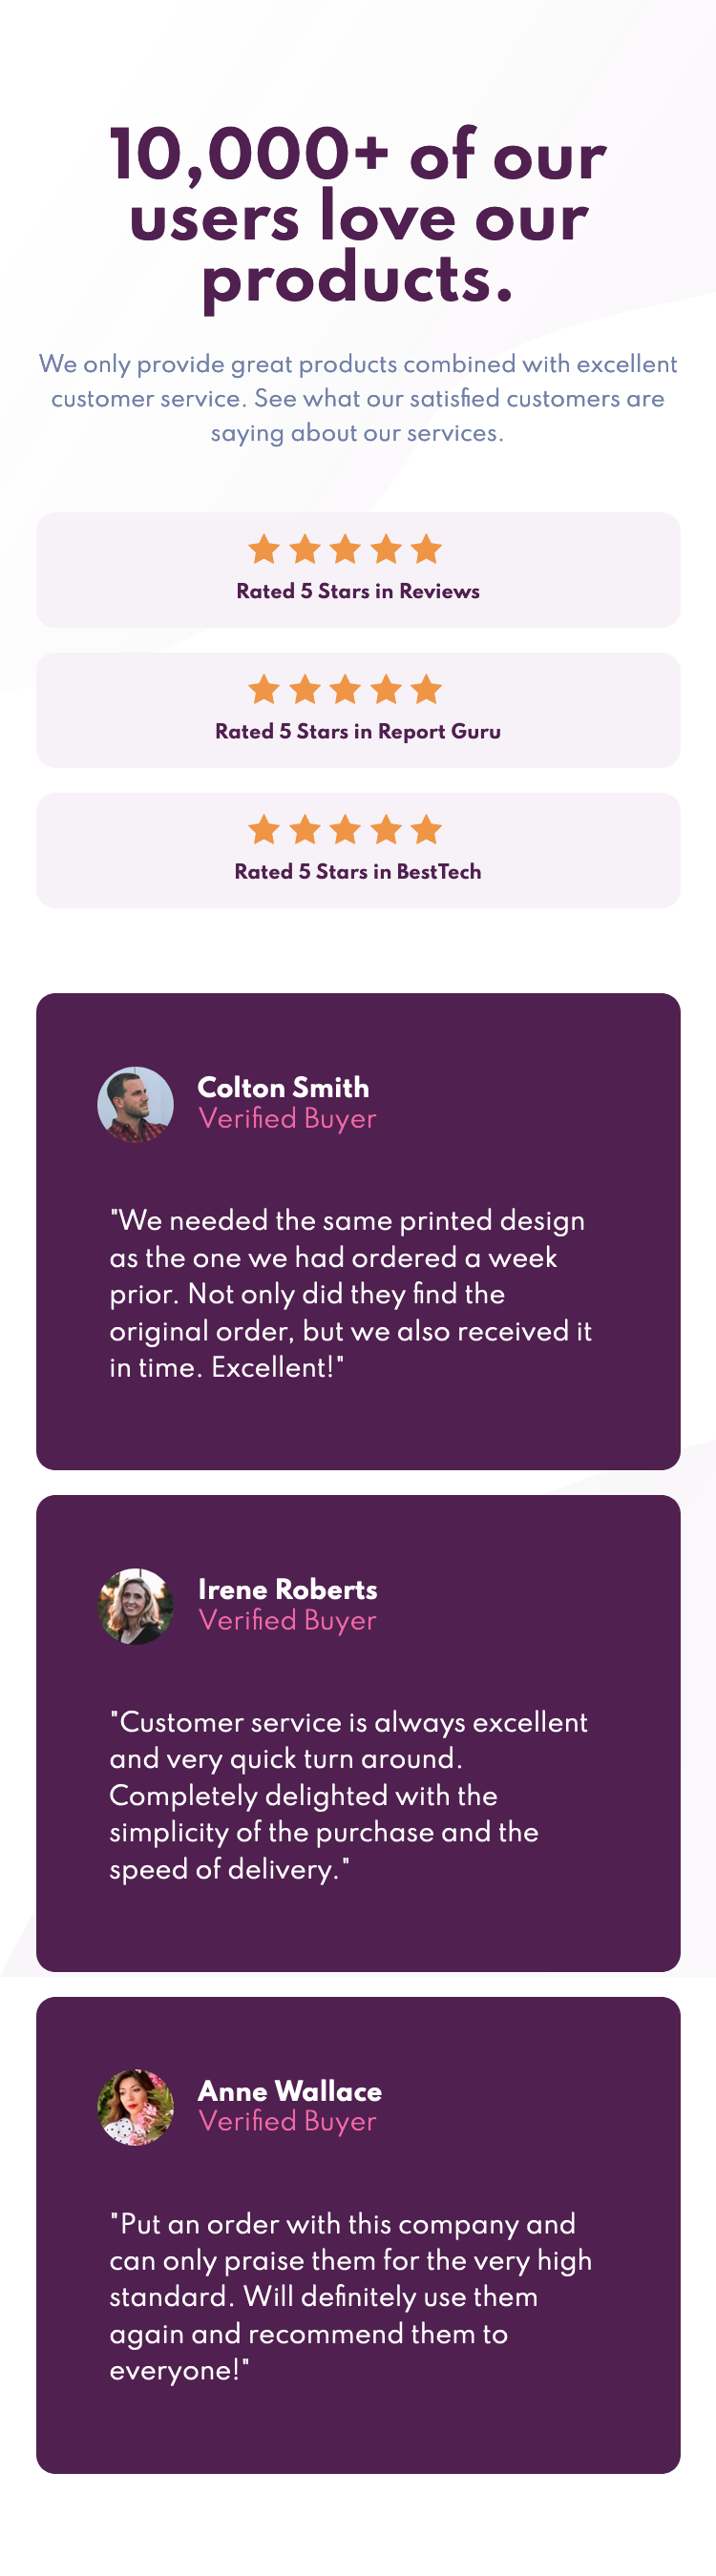 10,000+ of our
users love our
products.
We only provide great products combined with excellent
customer service. See what our satisfied customers are
saying about our services.
Rated 5 Stars in Reviews
Rated 5 Stars in Report Guru
Rated 5 Stars in BestTech
Colton Smith
Verified Buyer
"We needed the same printed design
as the one we had ordered a week
prior. Not only did they find the
original order, but we also received it
in time. Excellent!"
Irene Roberts
Verified Buyer
"Customer service is always excellent
and very quick turn around.
Completely delighted with the
simplicity of the purchase and the
speed of delivery."
Anne Wallace
Verified Buyer
"Put an order with this company and
can only praise them for the very high
standard. Will definitely use them
again and recommend them to
everyone!"